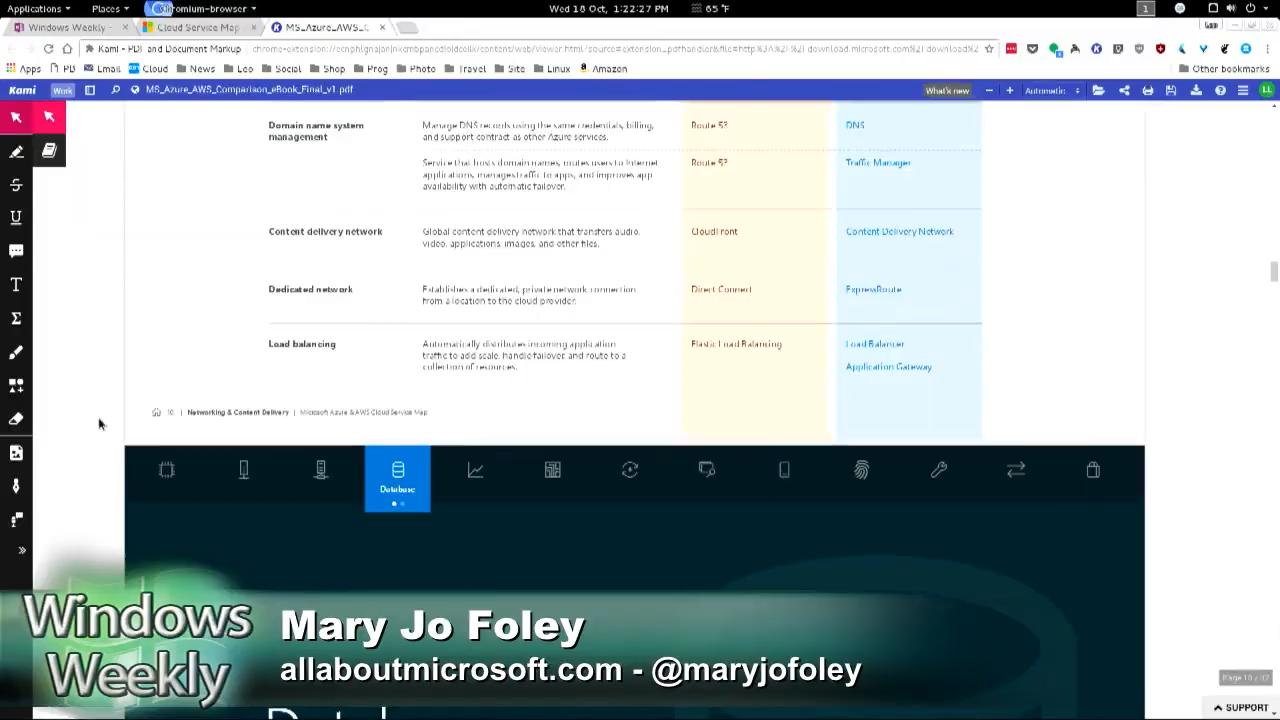 Applications
Places
Chromium-browser
Wed 18 Oct, 1:22:27 PM
65 °F
1
Windows Weekly -
Cloud Service Map
MS_Azure_AWS_C
Kami - PDF and Document Markup
Apps
PB
Email
Cloud
News
Leo
Social
Shop
Prog
Photo
Travel
Site
Linux
Amazon
Other bookmarks
Kami
Work
MS_Azure_AWS_Comparison_eBook_Final_v1.pdf
What's new
Automatic
LL
Domain name system
management
Manage DNS records using the same credentials, billing,
and support contract as other Azure services.
Route 53
DNS
Service that hosts domain names, routes users to Internet
applications, manages traffic to apps, and improves app
availability with automatic failover.
Route 53
Traffic Manager
Content delivery network
Global content delivery network that transfers audio,
video, applications, images, and other files.
CloudFront
Content Delivery Network
Dedicated network
Establishes a dedicated, private network connection
from a location to the cloud provider.
Direct Connect
ExpressRoute
Load balancing
Automatically distributes incoming application
traffic to add scale, handle failover, and route to a
collection of resources.
Elastic Load Balancing
Load Balancer
Application Gateway
10 | Networking & Content Delivery | Microsoft Azure & AWS Cloud Service Map
Database
Windows
Weekly
Mary Jo Foley
allaboutmicrosoft.com - @maryjofoley
SUPPORT